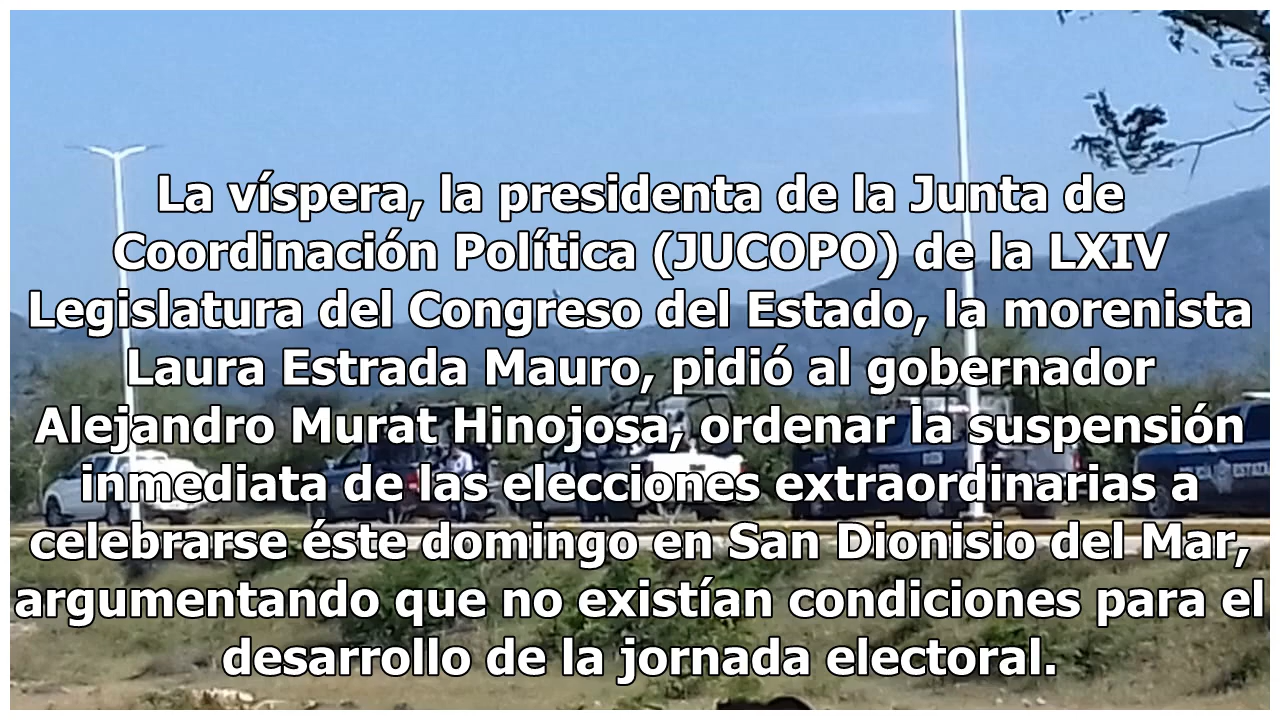 La víspera, la presidenta de la Junta de
Coordinación Política (JUCOPO) de la LXIV
Legislatura del Congreso del Estado, la morenista
Laura Estrada Mauro, pidió al gobernador
Alejandro Murat Hinojosa, ordenar la suspensión
inmediata de las elecciones extraordinarias a
celebrarse éste domingo en San Dionisio del Mar,
argumentando que no existían condiciones para el
desarrollo de la jornada electoral.